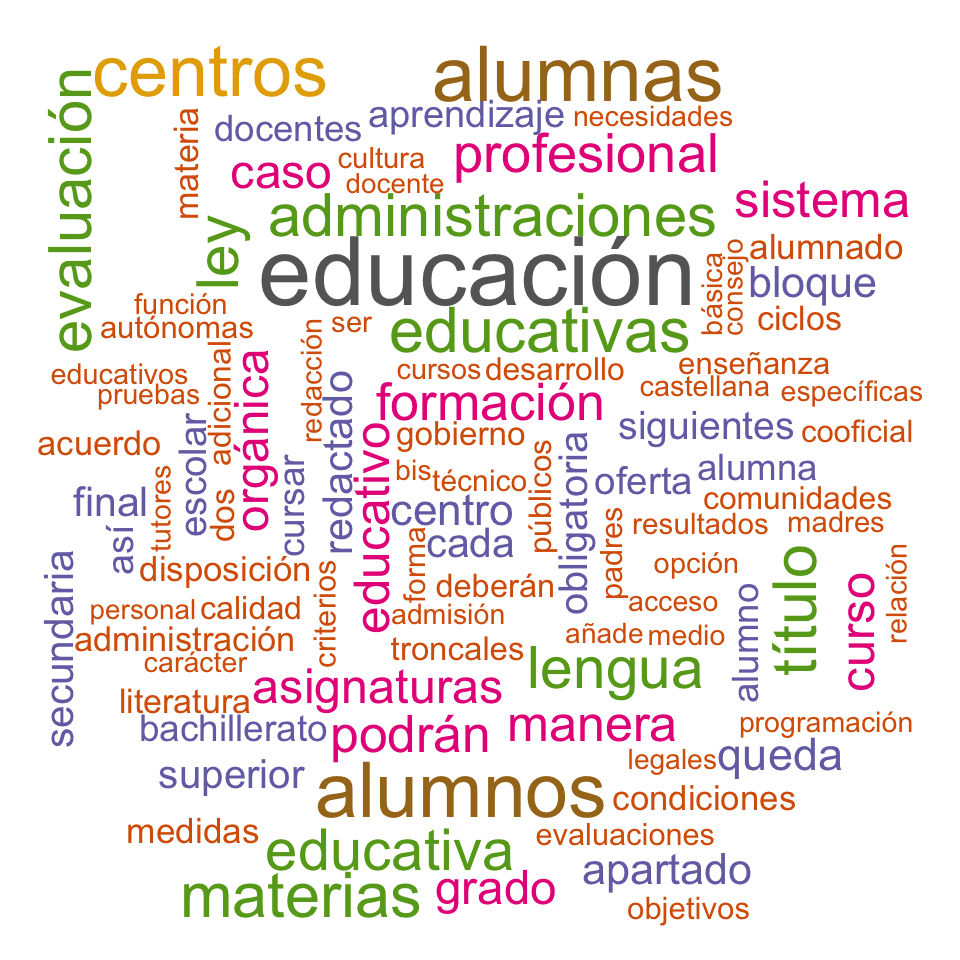 centros
alumnas
evaluación
materia
docentes
aprendizaje
necesidades
caso
cultura
docente
profesional
sistema
ley
administraciones
educación
alumnado
básica
consejo
bloque
función
autónomas
ser
educativas
ciclos
redacción
adicional
orgánica
educativos
pruebas
cursos
desarrollo
enseñanza
castellana
específicas
formación
redactado
acuerdo
escolar
educativo
gobierno
siguientes
cooficial
final
tutores
dos
cursar
bis
técnico
públicos
obligatoria
oferta
alumna
comunidades
así
centro
cada
padres
resultados
madres
secundaria
disposición
criterios
forma
deberán
opción
título
curso
relación
personal
calidad
admisión
acceso
alumno
administración
carácter
troncales
añade
medio
literatura
asignaturas
lengua
bachillerato
podrán
manera
programación
superior
alumnos
legales
queda
condiciones
medidas
educativa
evaluaciones
materias
grado
apartado
objetivos